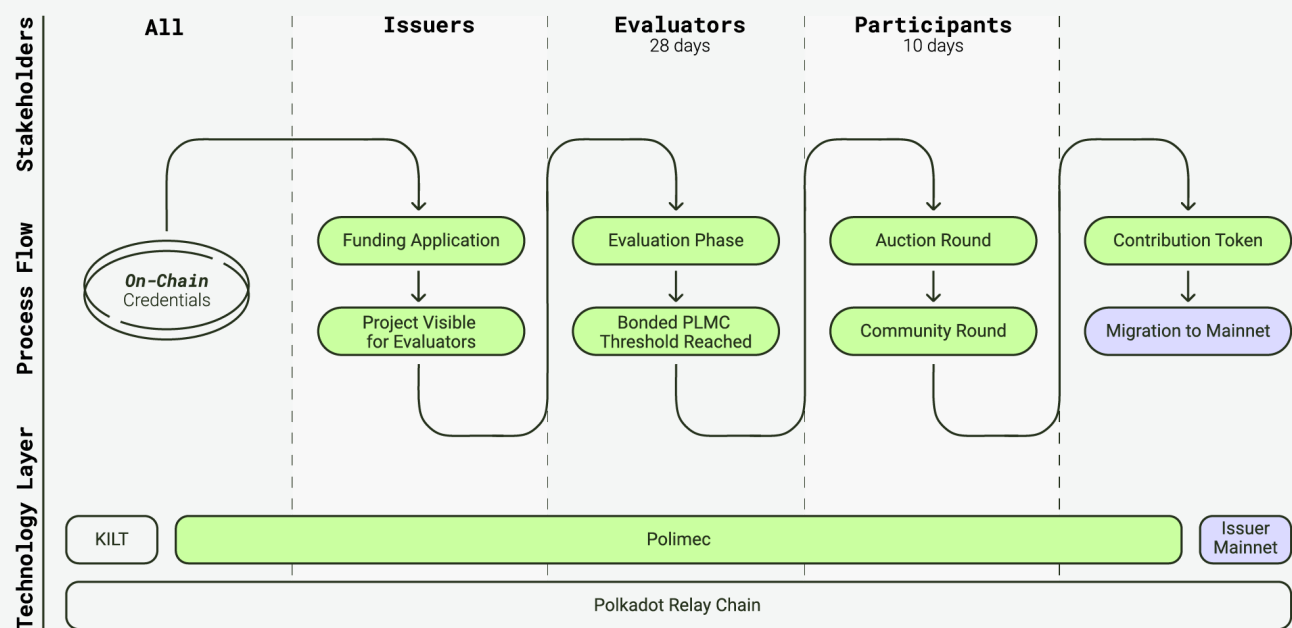 Stakeholders
All
Issuers
Evaluators
28 days
Participants
10 days
Process Flow
On-Chain
Credentials
Funding Application
Project Visible
for Evaluators
Evaluation Phase
Bonded PLMC
Threshold Reached
Auction Round
Community Round
Contribution Token
Migration to Mainnet
Technology Layer
KILT
Polimec
Issuer
Mainnet
Polkadot Relay Chain